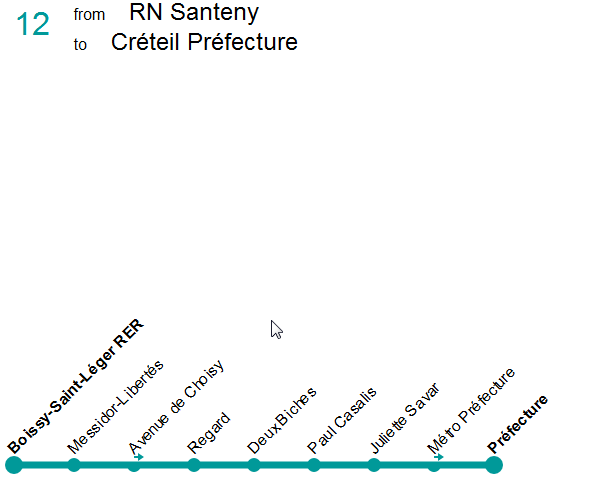 12 from RN Santeny
to Créteil Préfecture
Boissy-Saint-Léger RER
Messidor-Libertés
Avenue de Choisy
Regard
Deux Biches
Paul Casalis
Juliette Savar
Métro Préfecture
Préfecture